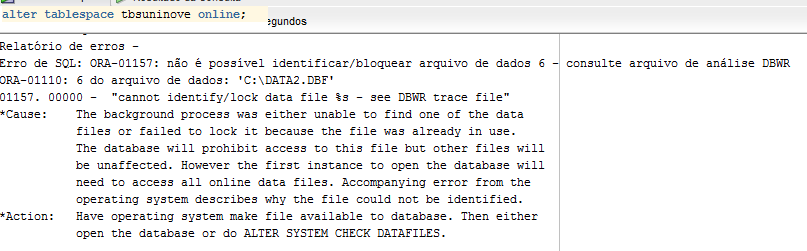 alter tablespace tbsuninove online;
egundos
Relatório de erros -
Erro de SQL: ORA-01157: não é possível identificar/bloquear arquivo de dados 6 - consulte arquivo de análise DBWR
ORA-01110: 6 do arquivo de dados: 'C:\DATA2.DBF'
01157. 00000 -  "cannot identify/lock data file %s - see DBWR trace file"
*Cause:    The background process was either unable to find one of the data
files or failed to lock it because the file was already in use.
The database will prohibit access to this file but other files will
be unaffected. However the first instance to open the database will
need to access all online data files. Accompanying error from the
operating system describes why the file could not be identified.
*Action:   Have operating system make file available to database. Then either
open the database or do ALTER SYSTEM CHECK DATAFILES.